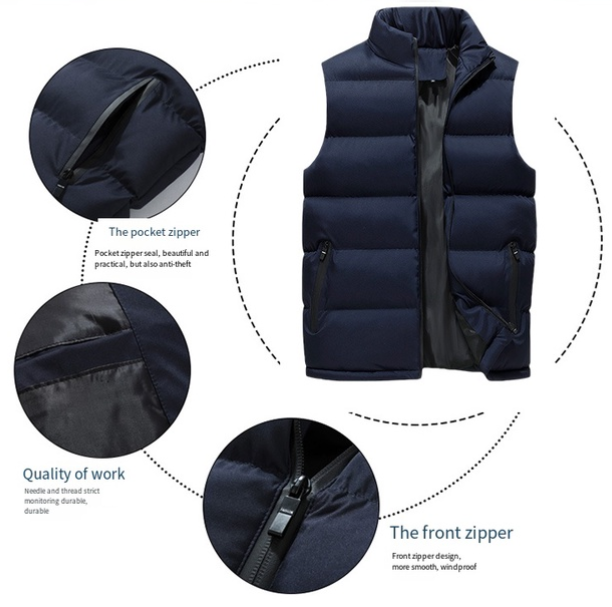 The pocket zipper
Pocket zipper seal, beautiful and
practical, but also anti-theft
Quality of work
Needle and thread strict
monitoring durable,
durable
The front zipper
Front zipper design,
more smooth, windproof